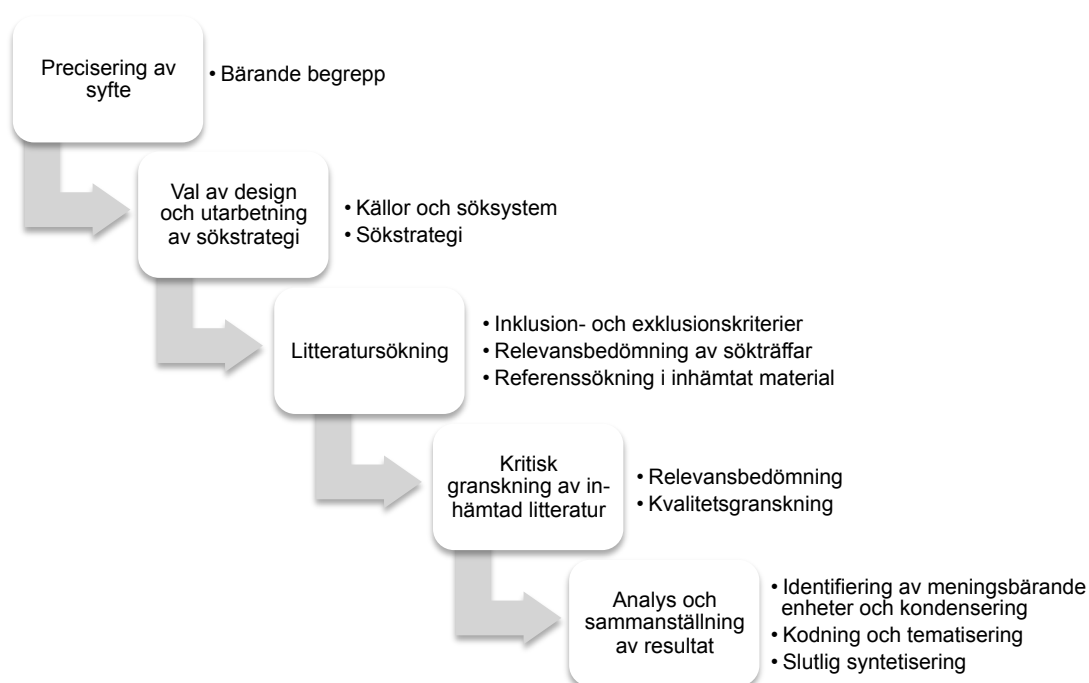 Precisering av
syfte
• Bärande begrepp
Val av design
och utarbetning
av sökstrategi
• Källor och söksystem
• Sökstrategi
Litteratursökning
• Inklusion- och exklusionskriterier
• Relevansbedömning av sökträffar
• Referenssökning i inhämtat material
Kritisk
granskning av in-
hämtad litteratur
• Relevansbedömning
• Kvalitetsgranskning
Analys och
sammanställning
av resultat
• Identifiering av meningsbärande
enheter och kondensering
• Kodning och tematisering
• Slutlig syntetisering